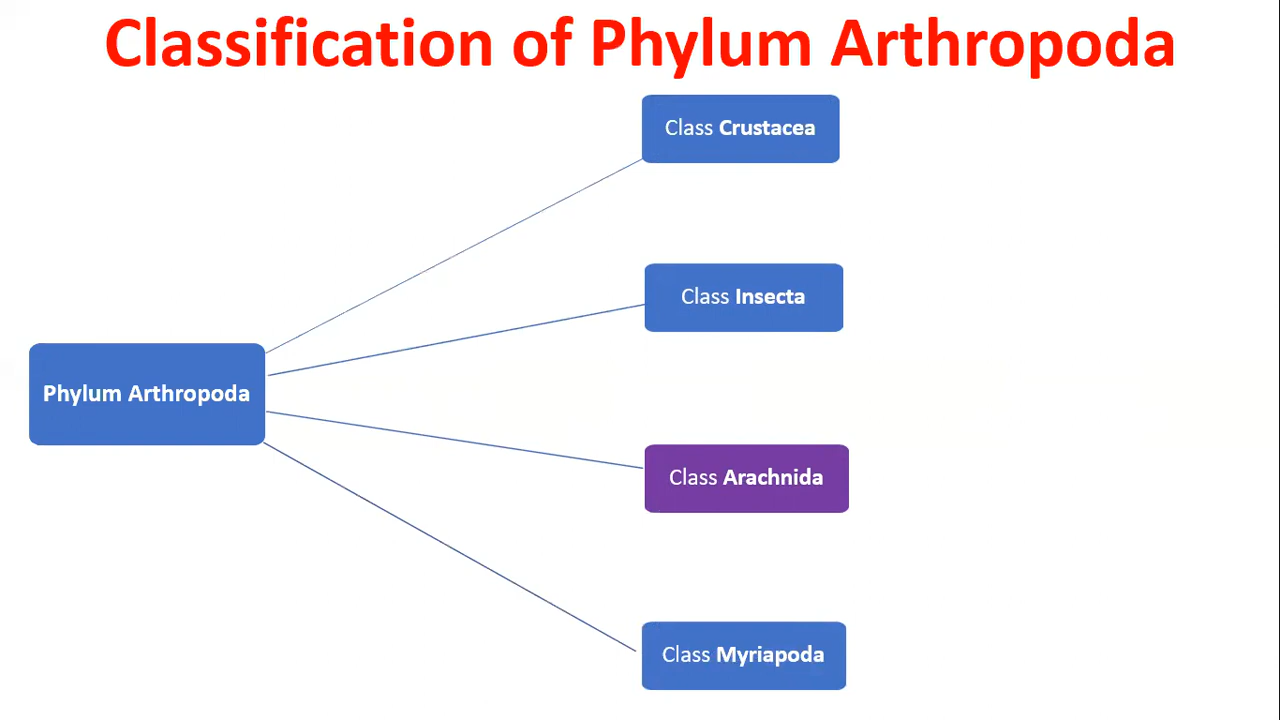 Classification of Phylum Arthropoda
Class Crustacea
Class Insecta
Phylum Arthropoda
Class Arachnida
Class Myriapoda